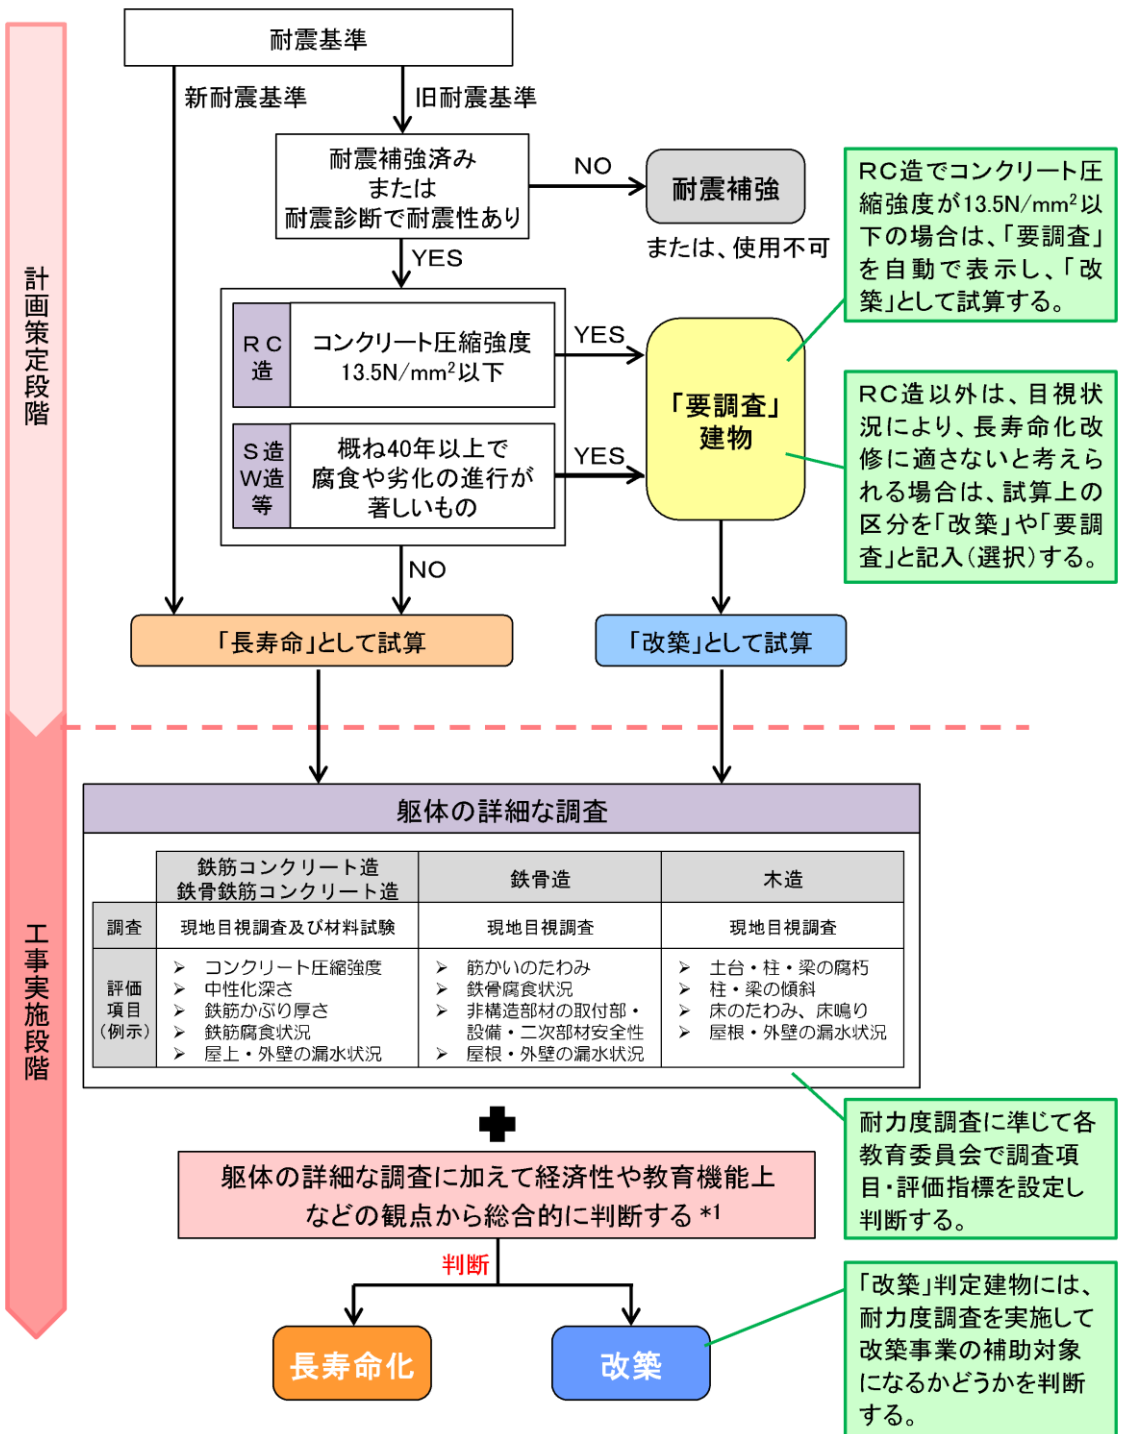 耐震基準
新耐震基準
旧耐震基準
耐震補強済み
または
耐震診断で耐震性あり
NO
耐震補強
または、使用不可
YES
RC
造
コンクリート圧縮強度
13.5N/mm²以下
YES
S造
W造
等
概ね40年以上で
腐食や劣化の進行が
著しいもの
YES
「要調査」
建物
NO
「長寿命」として試算
「改築」として試算
RC造でコンクリート圧
縮強度が13.5N/mm²以
下の場合は、「要調査」
を自動で表示し、「改
築」として試算する。
RC造以外は、目視状
況により、長寿命化改
修に適さないと考えら
れる場合は、試算上の
区分を「改築」や「要調
査」と記入(選択)する。
計画策定段階
工事実施段階
躯体の詳細な調査
鉄筋コンクリート造
鉄骨鉄筋コンクリート造
鉄骨造
木造
調査
現地目視調査及び材料試験
現地目視調査
現地目視調査
評価
項目
(例示)
➢ コンクリート圧縮強度
➢ 中性化深さ
➢ 鉄筋かぶり厚さ
➢ 鉄筋腐食状況
➢ 屋上・外壁の漏水状況
➢ 筋かいのたわみ
➢ 鉄骨腐食状況
➢ 非構造部材の取付部・
設備・二次部材安全性
➢ 屋根・外壁の漏水状況
➢ 土台・柱・梁の腐朽
➢ 柱・梁の傾斜
➢ 床のたわみ、床鳴り
➢ 屋根・外壁の漏水状況
耐力度調査に準じて各
教育委員会で調査項
目・評価指標を設定し
判断する。
躯体の詳細な調査に加えて経済性や教育機能上
などの観点から総合的に判断する *1
判断
長寿命化
改築
「改築」判定建物には、
耐力度調査を実施して
改築事業の補助対象
になるかどうかを判断
する。